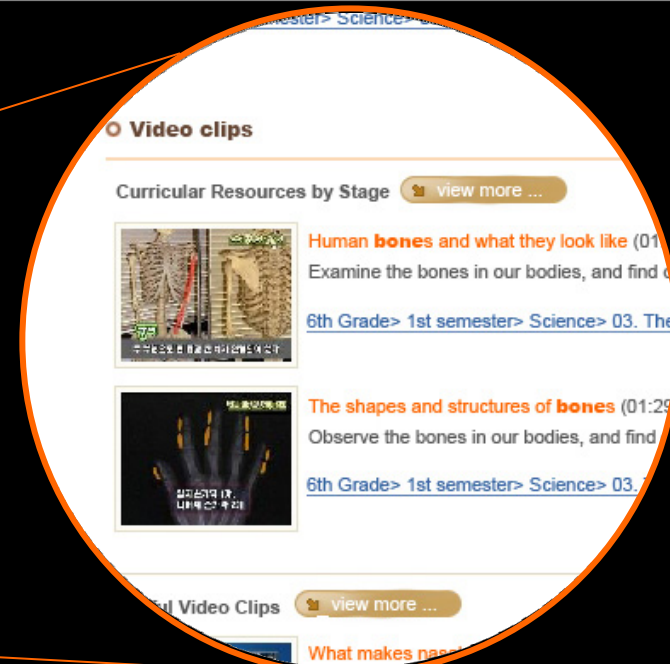 Science>
Video clips
Curricular Resources by Stage
view more ...
Human bones and what they look like (01
Examine the bones in our bodies, and find
6th Grade> 1st semester> Science> 03. The
The shapes and structures of bones (01:29
Observe the bones in our bodies, and find
6th Grade> 1st semester> Science> 03.
Video Clips
view more ...
What makes